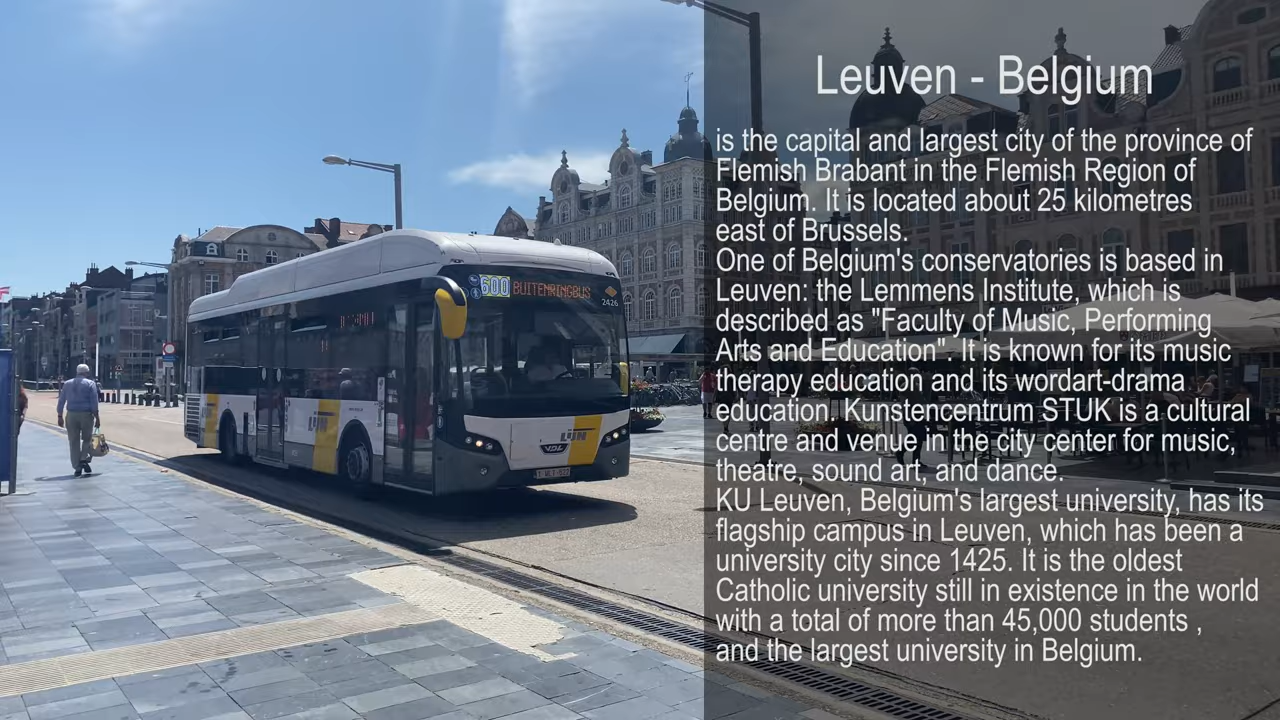 Leuven - Belgium
is the capital and largest city of the province of
Flemish Brabant in the Flemish Region of
Belgium. It is located about 25 kilometres
east of Brussels.
One of Belgium's conservatories is based in
Leuven: the Lemmens Institute, which is
described as "Faculty of Music, Performing
Arts and Education". It is known for its music
therapy education and its wordart-drama
education. Kunstencentrum STUK is a cultural
centre and venue in the city center for music,
theatre, sound art, and dance.
KU Leuven, Belgium's largest university, has its
flagship campus in Leuven, which has been a
university city since 1425. It is the oldest
Catholic university still in existence in the world
with a total of more than 45,000 students ,
and the largest university in Belgium.
600 BUITENRINGBUS
2426
LIJN
LIJN
VDL